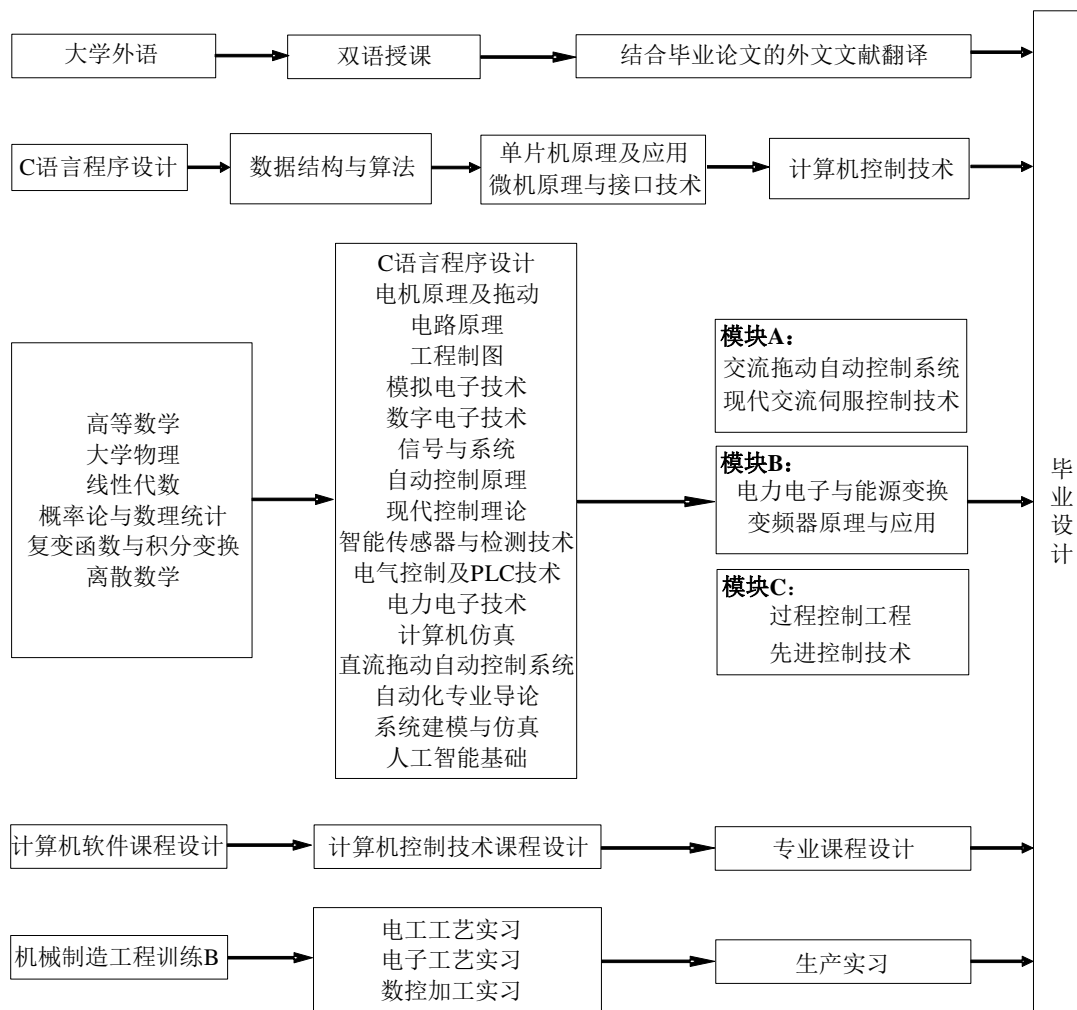 大学外语
双语授课
结合毕业论文的外文文献翻译
C语言程序设计
数据结构与算法
单片机原理及应用
微机原理与接口技术
计算机控制技术
高等数学
大学物理
线性代数
概率论与数理统计
复变函数与积分变换
离散数学
C语言程序设计
电机原理及拖动
电路原理
工程制图
模拟电子技术
数字电子技术
信号与系统
自动控制原理
现代控制理论
智能传感器与检测技术
电气控制及PLC技术
电力电子技术
计算机仿真
直流拖动自动控制系统
自动化专业导论
系统建模与仿真
人工智能基础
模块A：
交流拖动自动控制系统
现代交流伺服控制技术
模块B：
电力电子与能源变换
变频器原理与应用
模块C：
过程控制工程
先进控制技术
计算机软件课程设计
计算机控制技术课程设计
专业课程设计
机械制造工程训练B
电工工艺实习
电子工艺实习
数控加工实习
生产实习
毕业设计